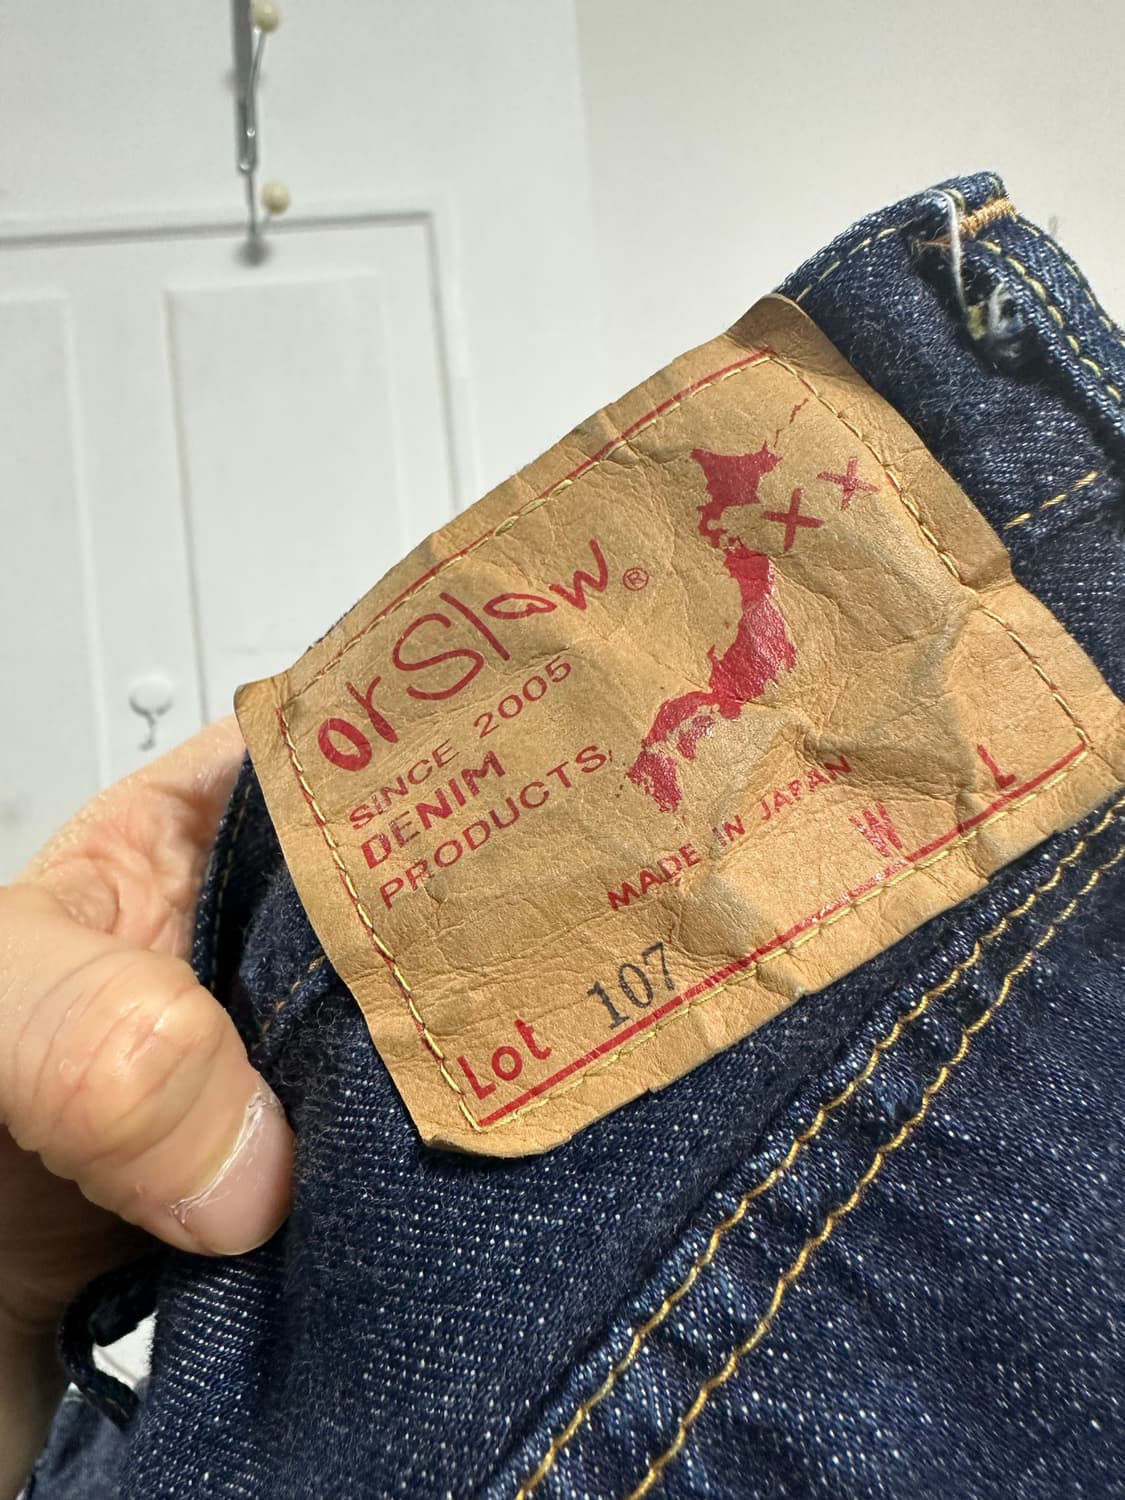 orSlow®
SINCE 2005
DENIM
PRODUCTS
MADE IN JAPAN
Lot 107 W L